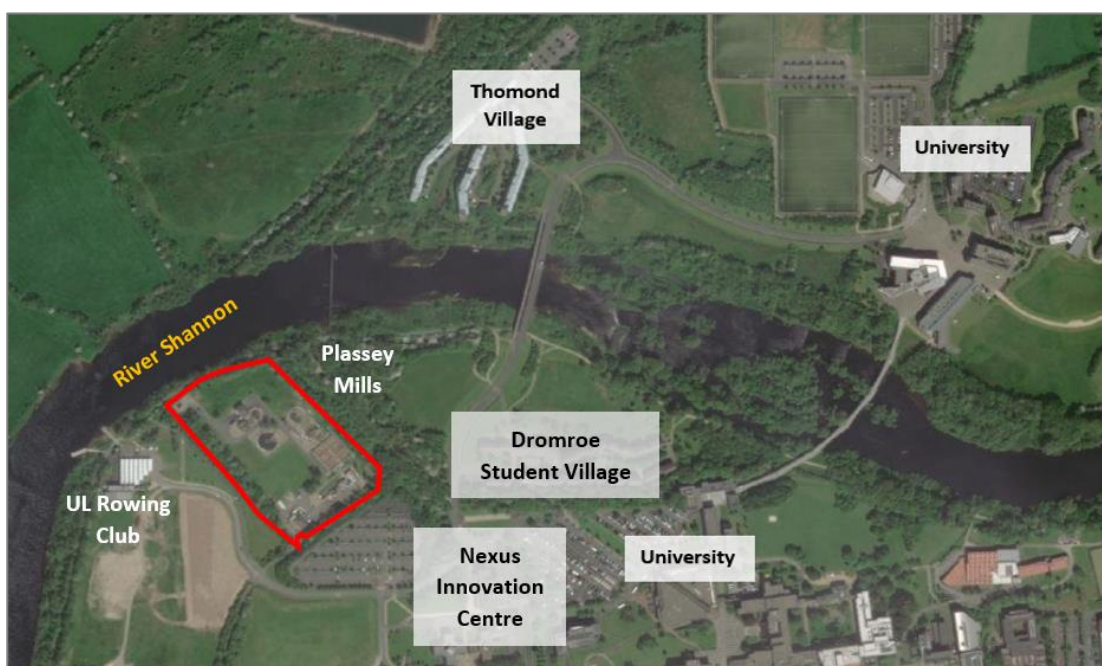 Thomond
Village
University
River Shannon
Plassey
Mills
Dromroe
Student Village
UL Rowing
Club
Nexus
Innovation
Centre
University